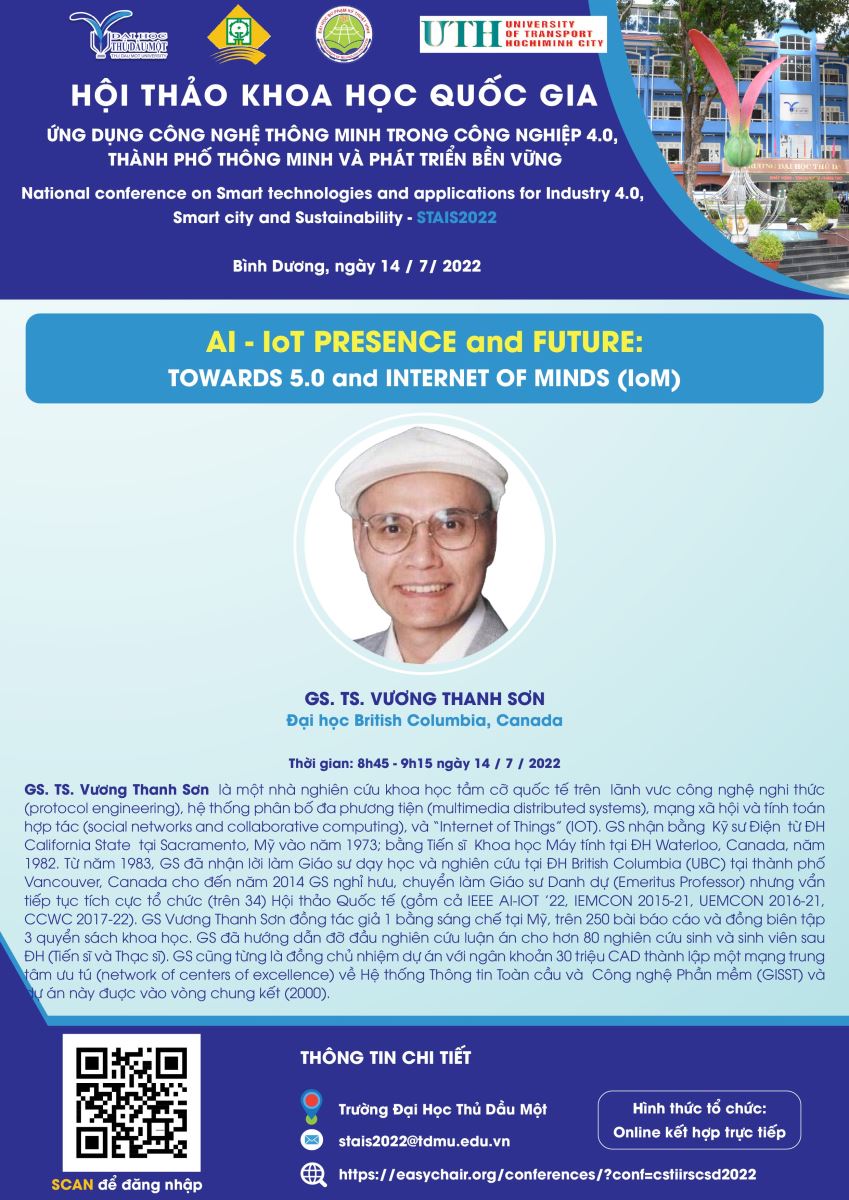 ĐẠI HỌC
THỦ DẦU MỘT
THU DAU MOT UNIVERSITY
UTH UNIVERSITY
OF TRANSPORT
HOCHIMINH CITY
HỘI THẢO KHOA HỌC QUỐC GIA
ỨNG DỤNG CÔNG NGHỆ THÔNG MINH TRONG CÔNG NGHIỆP 4.0,
THÀNH PHỐ THÔNG MINH VÀ PHÁT TRIỂN BỀN VỮNG
National conference on Smart technologies and applications for Industry 4.0,
Smart city and Sustainability - STAIS2022
Bình Dương, ngày 14 / 7/ 2022
AI - IoT PRESENCE and FUTURE:
TOWARDS 5.0 and INTERNET OF MINDS (IoM)
GS. TS. VƯƠNG THANH SƠN
Đại học British Columbia, Canada
Thời gian: 8h45 - 9h15 ngày 14 / 7 / 2022
GS. TS. Vương Thanh Sơn là một nhà nghiên cứu khoa học tầm cỡ quốc tế trên lãnh vưc công nghệ nghi thức
(protocol engineering), hệ thống phân bố đa phương tiện (multimedia distributed systems), mạng xã hội và tính toán
hợp tác (social networks and collaborative computing), và "Internet of Things" (IOT). GS nhận bằng Kỹ sư Điện từ ĐH
California State tại Sacramento, Mỹ vào năm 1973; bằng Tiến sĩ Khoa học Máy tính tại ĐH Waterloo, Canada, năm
1982. Từ năm 1983, GS đã nhận lời làm Giáo sư dạy học và nghiên cứu tại ĐH British Columbia (UBC) tại thành phố
Vancouver, Canada cho đến năm 2014 GS nghỉ hưu, chuyển làm Giáo sư Danh dự (Emeritus Professor) nhưng vẫn
tiếp tục tích cực tổ chức (trên 34) Hội thảo Quốc tế (gồm cả IEEE AI-IOT '22, IEMCON 2015-21, UEMCON 2016-21,
CCWC 2017-22). GS Vương Thanh Sơn đồng tác giả 1 bằng sáng chế tại Mỹ, trên 250 bài báo cáo và đồng biên tập
3 quyển sách khoa học. GS đã hướng dẫn đỡ đầu nghiên cứu luận án cho hơn 80 nghiên cứu sinh và sinh viên sau
ĐH (Tiến sĩ và Thạc sĩ). GS cũng từng là đồng chủ nhiệm dự án với ngân khoản 30 triệu CAD thành lập một mạng trung
tâm ưu tú (network of centers of excellence) về Hệ thống Thông tin Toàn cầu và Công nghệ Phần mềm (GISST) và
dự án này được vào vòng chung kết (2000).
THÔNG TIN CHI TIẾT
Trường Đại Học Thủ Dầu Một
stais2022@tdmu.edu.vn
https://easychair.org/conferences/?conf=cstiirscsd2022
Hình thức tổ chức:
Online kết hợp trực tiếp
SCAN để đăng nhập